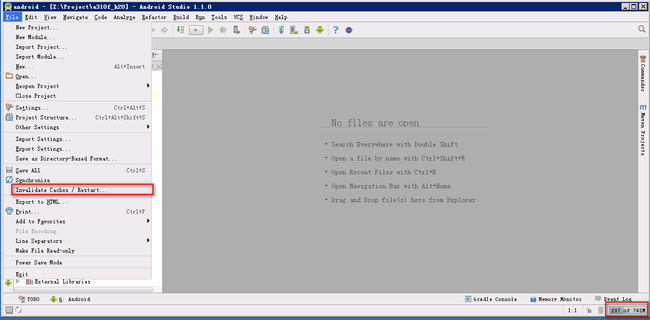 android - [Z:\Project\a310f_k20] - Android Studio 1.1.0
File Edit View Navigate Code Analyze Refactor Build Run Tools VCS Window Help
New Project...
New Module...
Import Project...
Import Module...
New... Alt+Insert
Open...
Reopen Project
Close Project
Settings... Ctrl+Alt+S
Project Structure... Ctrl+Alt+Shift+S
Other Settings
Import Settings...
Export Settings...
Save as Directory-Based Format...
Save All Ctrl+S
Synchronize
Invalidate Caches / Restart...
Export to HTML...
Print... Ctrl+P
Add to Favorites
File Encoding
Line Separators
Make File Read-only
Power Save Mode
Exit
External Libraries
No files are open
• Search Everywhere with Double Shift
• Open a file by name with Ctrl+Shift+R
• Open Recent Files with Ctrl+E
• Open Navigation Bar with Alt+Home
• Drag and Drop file(s) here from Explorer
Commander
Maven Projects
TODO
6: Android
Gradle Console
Memory Monitor
Event Log
1:1
287 of 742M